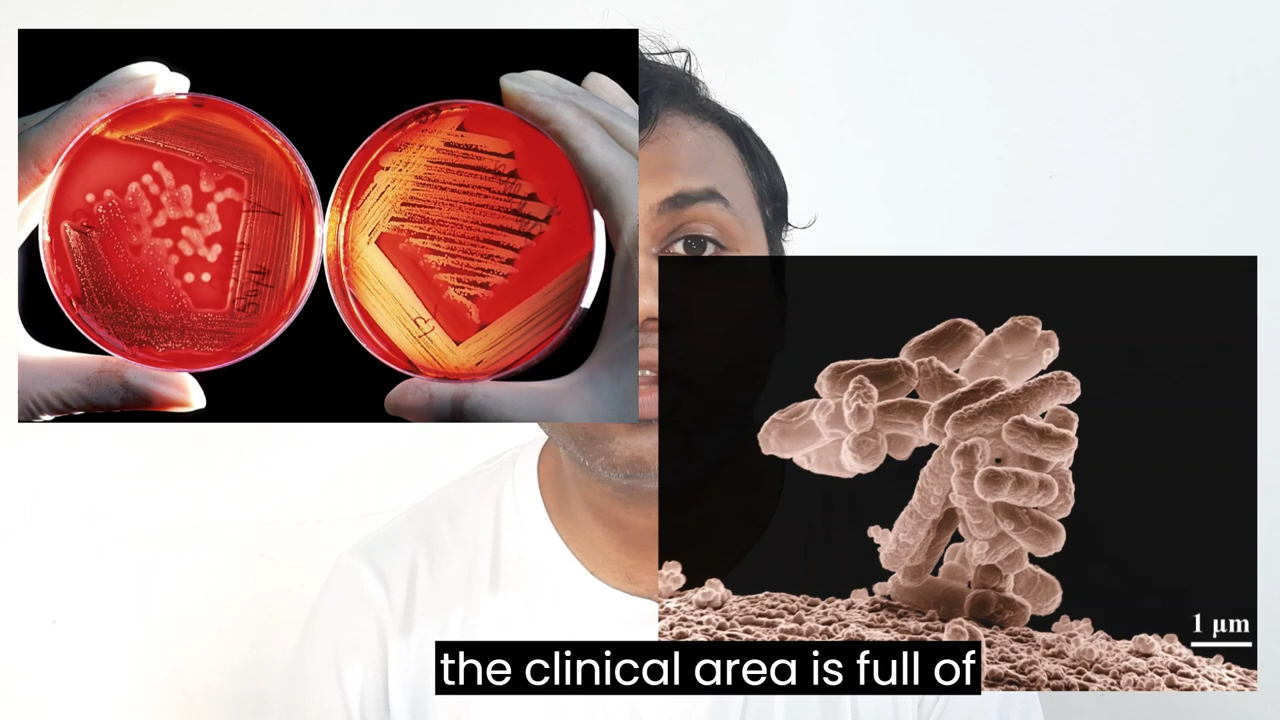 1 µm
the clinical area is full of